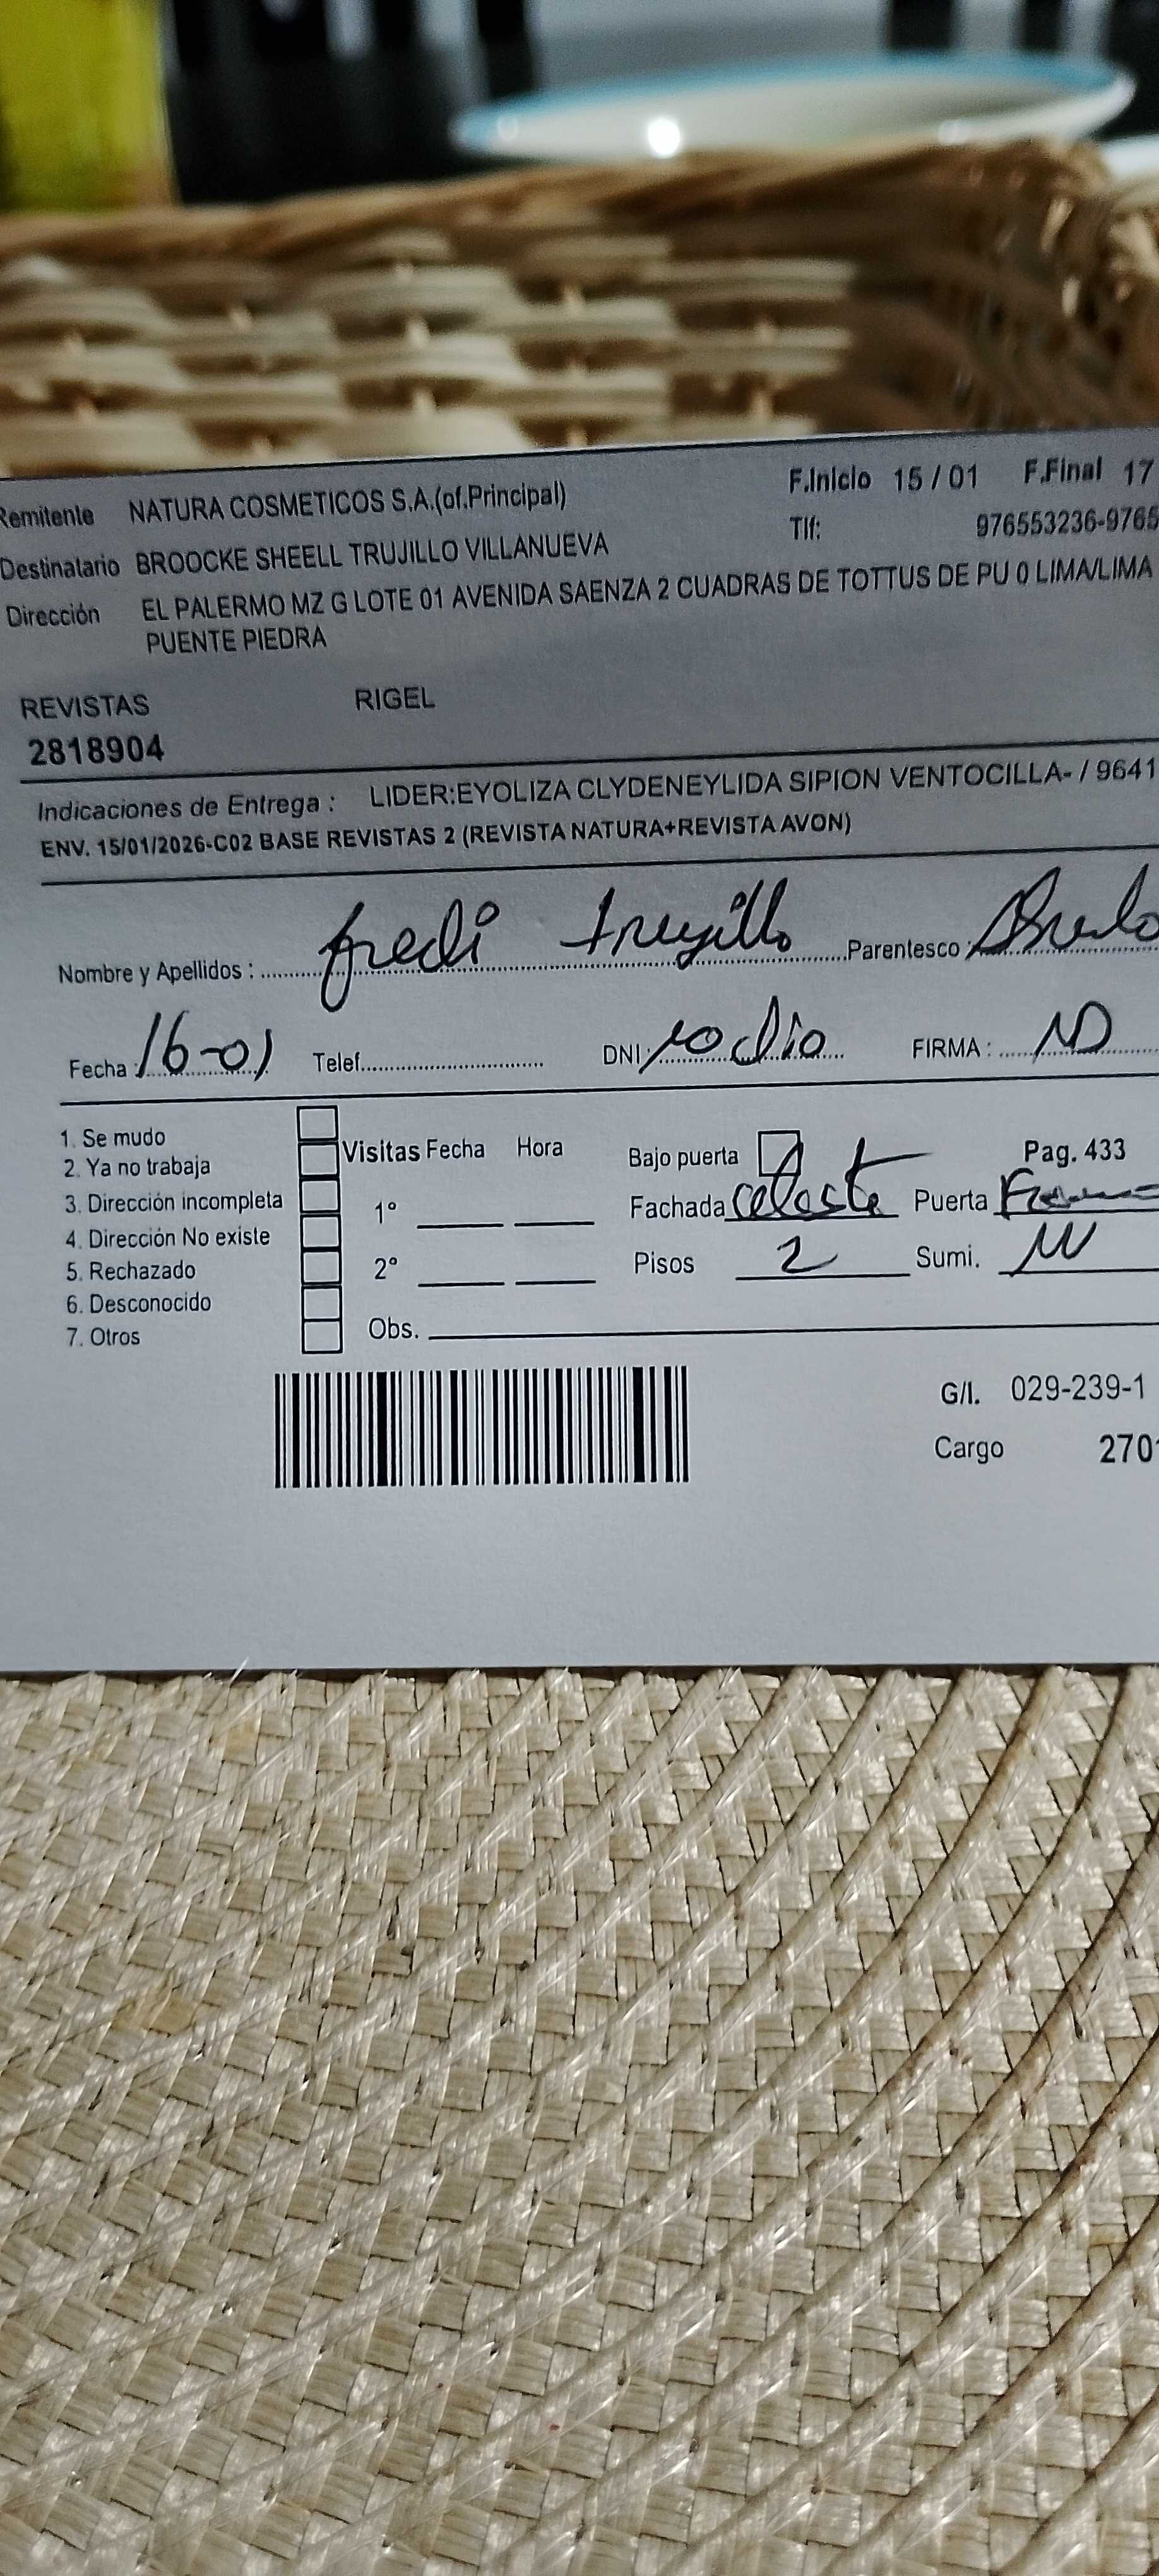 Remitente NATURA COSMETICOS S.A.(of.Principal) F.Inicio 15 / 01 F.Final 17
Tlf: 976553236-9765
Destinatario BROOCKE SHEELL TRUJILLO VILLANUEVA
Dirección EL PALERMO MZ G LOTE 01 AVENIDA SAENZA 2 CUADRAS DE TOTTUS DE PU 0 LIMA/LIMA
PUENTE PIEDRA
REVISTAS RIGEL
2818904
Indicaciones de Entrega : LIDER:EYOLIZA CLYDENEYLIDA SIPION VENTOCILLA- / 9641
ENV. 15/01/2026-C02 BASE REVISTAS 2 (REVISTA NATURA+REVISTA AVON)
Nombre y Apellidos : fredi trujillo Parentesco :
Fecha : 16-01 Telef. DNI: no dio FIRMA :
1. Se mudo
2. Ya no trabaja
3. Dirección incompleta
4. Dirección No existe
5. Rechazado
6. Desconocido
7. Otros
Visitas Fecha Hora
1°
2°
Obs.
Bajo puerta Pag. 433
Fachada celeste Puerta
Pisos 2 Sumi.
G/I. 029-239-1
Cargo 270